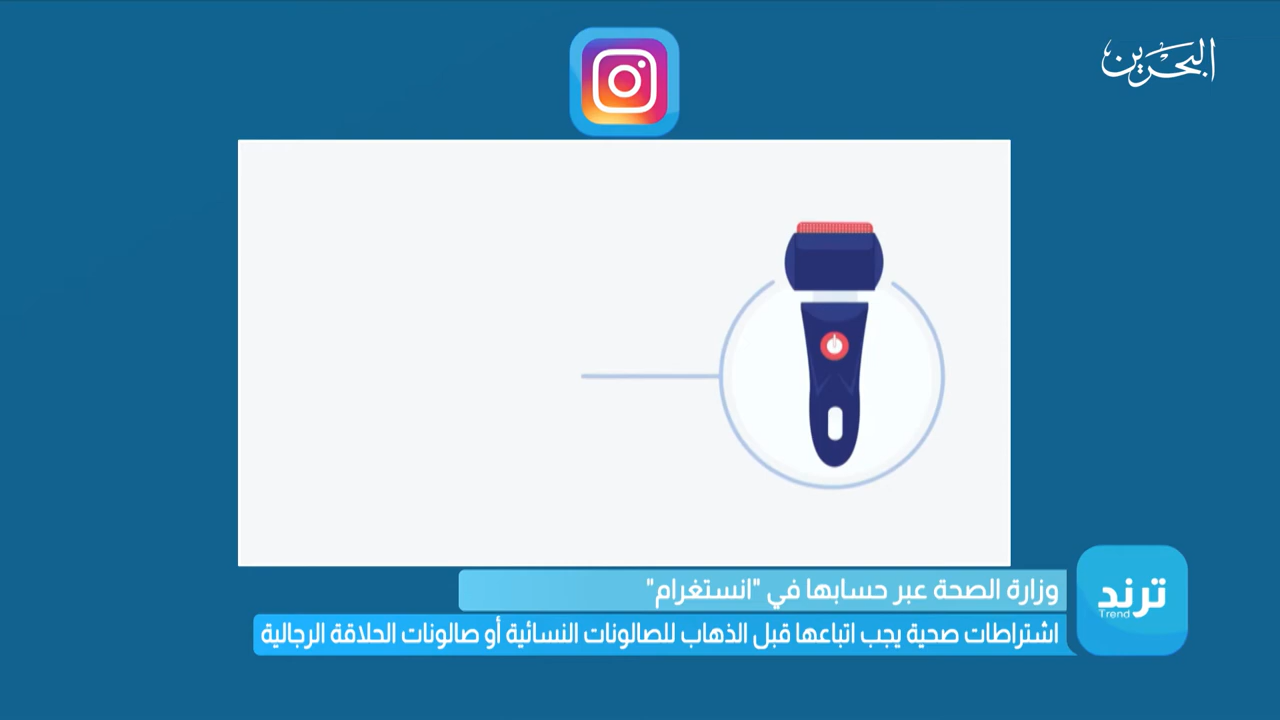 البحرين
وزارة الصحة عبر حسابها في "انستغرام"
ترند
Trend
اشتراطات صحية يجب اتباعها قبل الذهاب للصالونات النسائية أو صالونات الحلاقة الرجالية